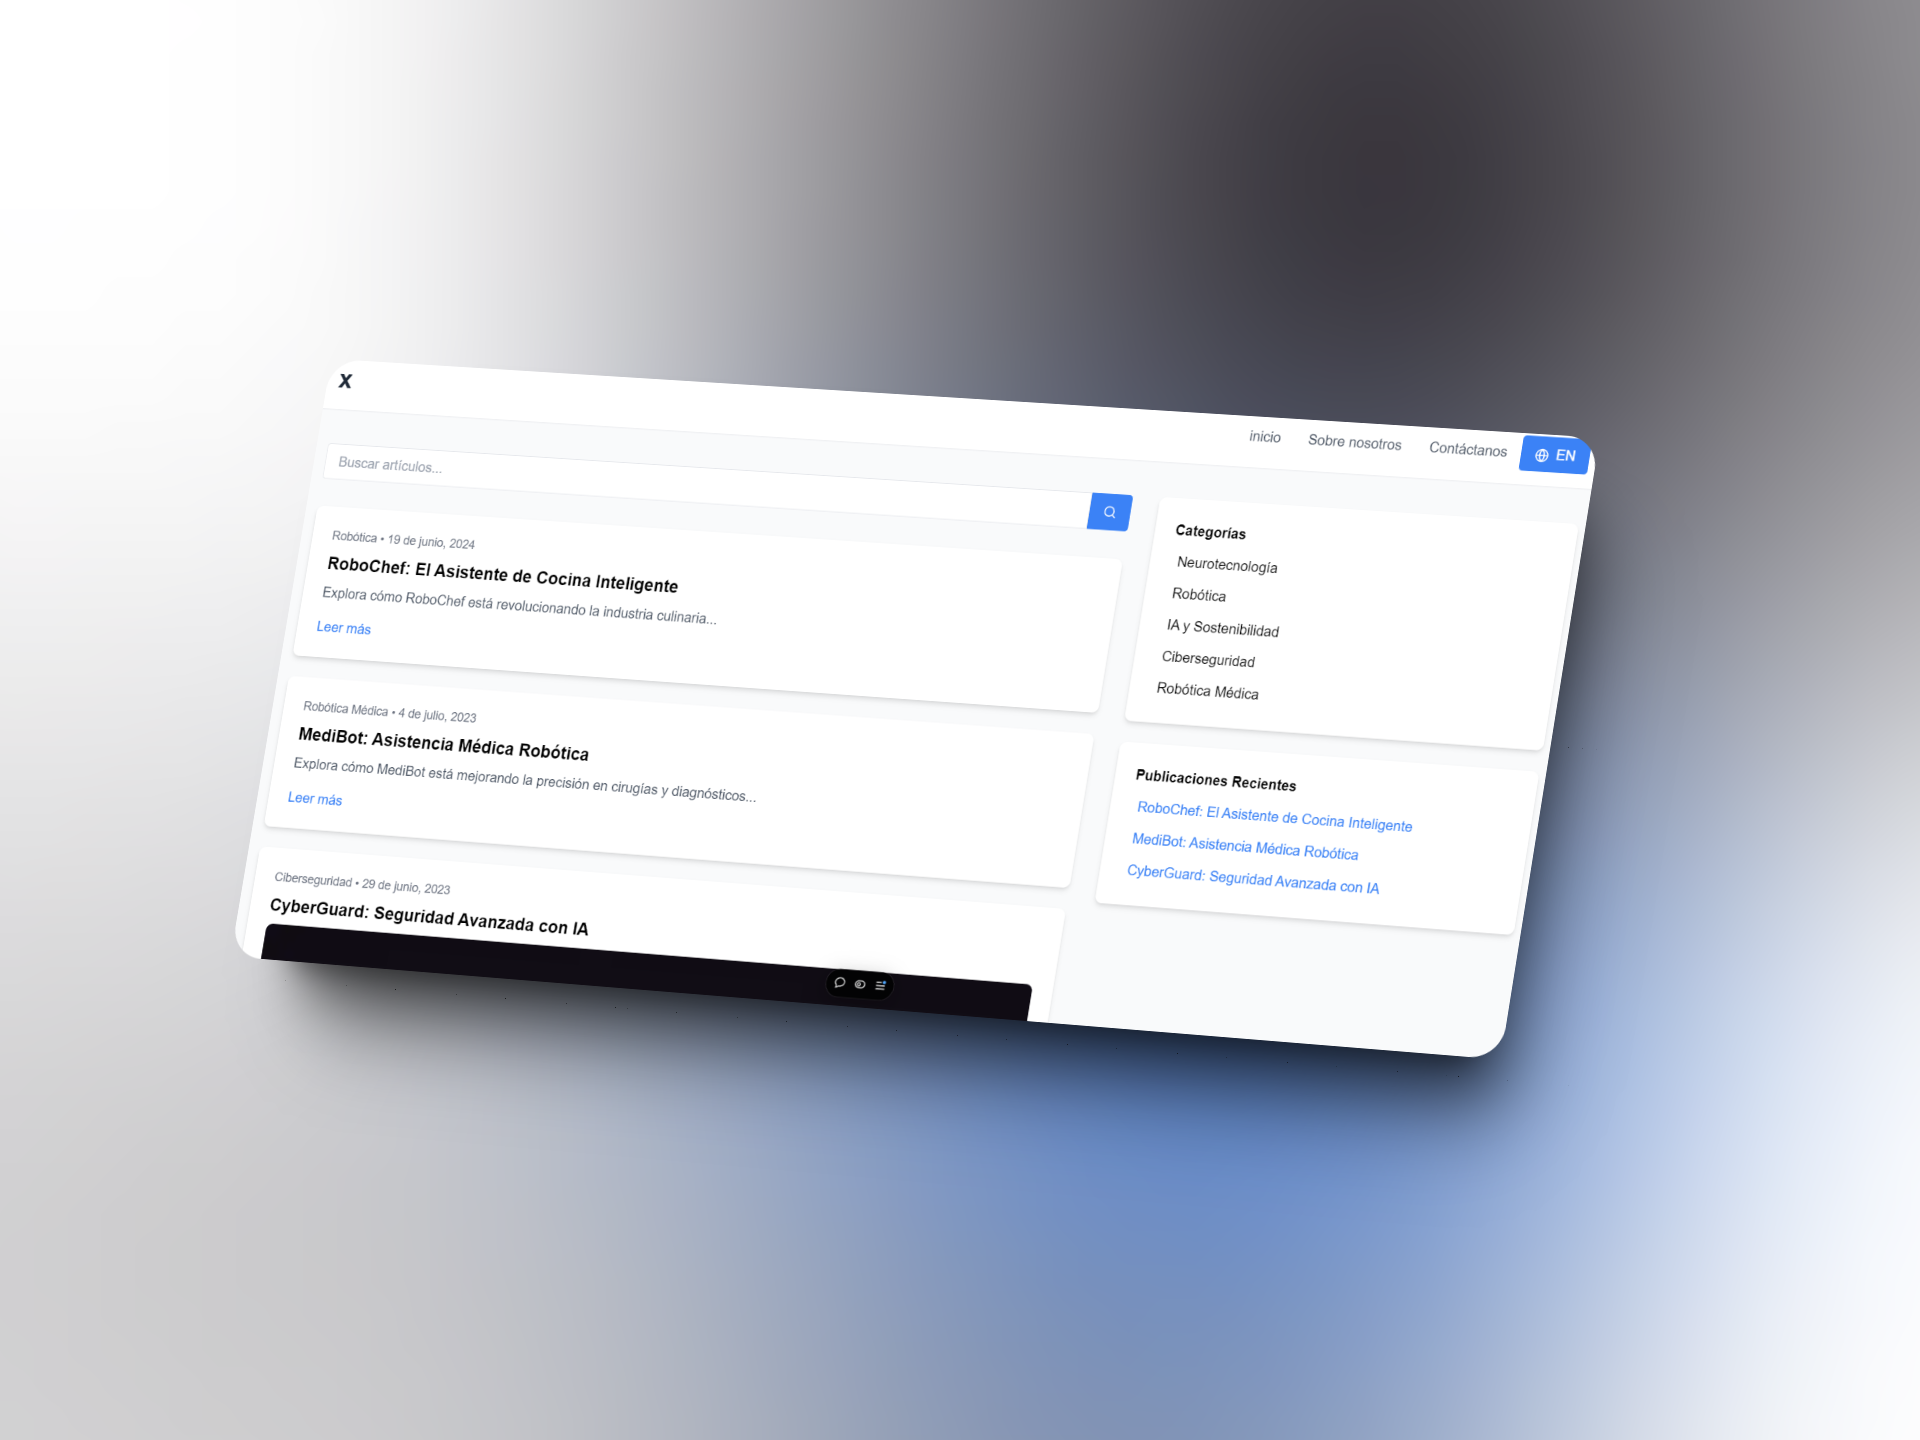 X
inicio
Sobre nosotros
Contáctanos
EN
Buscar artículos...
Robótica • 19 de junio, 2024
RoboChef: El Asistente de Cocina Inteligente
Explora cómo RoboChef está revolucionando la industria culinaria...
Leer más
Robótica Médica • 4 de julio, 2023
MediBot: Asistencia Médica Robótica
Explora cómo MediBot está mejorando la precisión en cirugías y diagnósticos...
Leer más
Ciberseguridad • 29 de junio, 2023
CyberGuard: Seguridad Avanzada con IA
Categorías
Neurotecnología
Robótica
IA y Sostenibilidad
Ciberseguridad
Robótica Médica
Publicaciones Recientes
RoboChef: El Asistente de Cocina Inteligente
MediBot: Asistencia Médica Robótica
CyberGuard: Seguridad Avanzada con IA